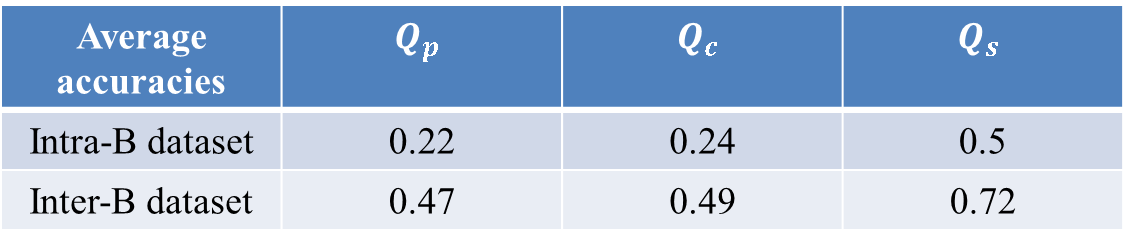 Average accuracies Qp Qc Qs
Intra-B dataset 0.22 0.24 0.5
Inter-B dataset 0.47 0.49 0.72